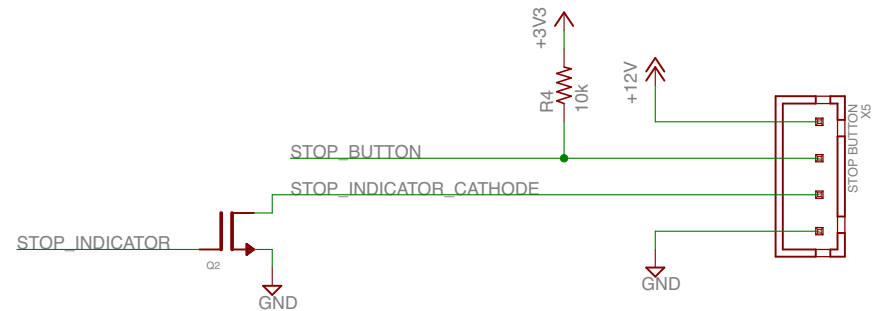 +3V3
+12V
R4
10k
STOP BUTTON
X5
STOP_BUTTON
STOP_INDICATOR_CATHODE
STOP_INDICATOR
Q2
GND
GND